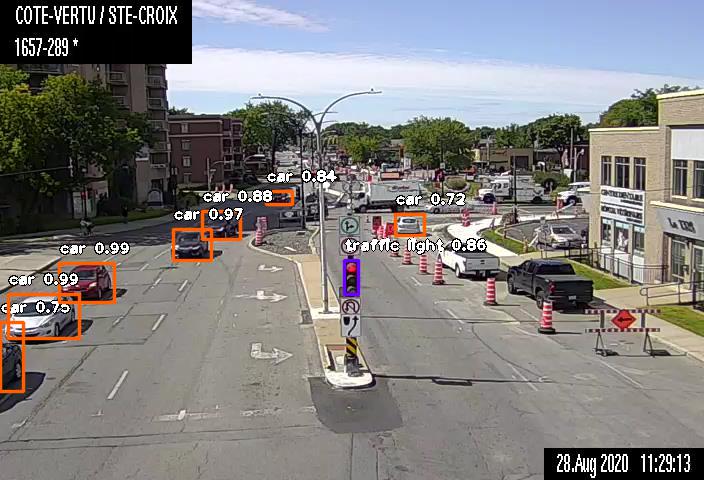 COTE-VERTU / STE-CROIX
1657-289 *
car 0.84
car 0.88
car 0.72
car 0.97
traffic light 0.86
car 0.99
car 0.99
car 0.75
28.Aug 2020 11:29:13